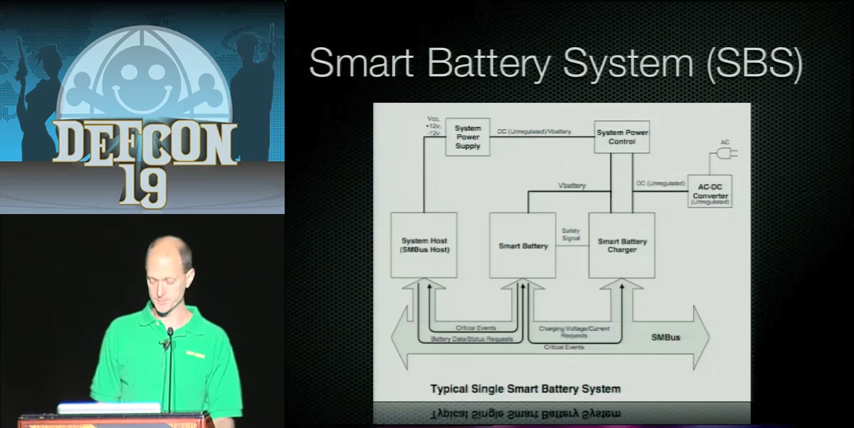 DEFCON
19
Smart Battery System (SBS)
Vcc,
+12v,
-12v
System
Power
Supply
DC (Unregulated)/Vbattery
System Power
Control
AC
Vbattery
DC (Unregulated)
AC-DC
Converter
(Unregulated)
System Host
(SMBus Host)
Smart Battery
Safety
Signal
Smart Battery
Charger
Critical Events
Battery Data/Status Requests
Charging Voltage/Current
Requests
Critical Events
SMBus
Typical Single Smart Battery System